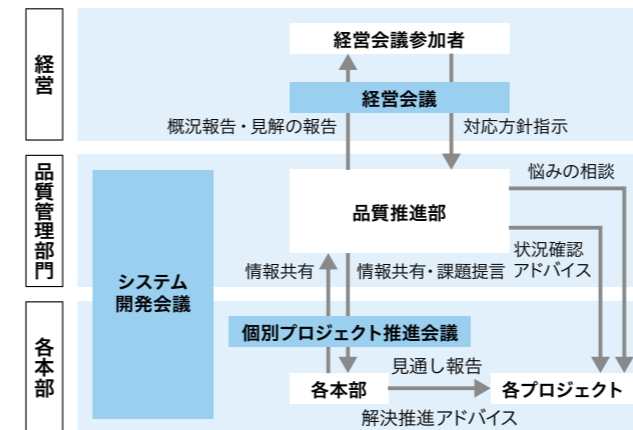 経営
経営会議参加者
経営会議
概況報告・見解の報告
対応方針指示
品質管理部門
悩みの相談
品質推進部
状況確認
アドバイス
情報共有
情報共有・課題提言
システム
開発会議
個別プロジェクト推進会議
各本部
見通し報告
各本部
各プロジェクト
解決推進アドバイス